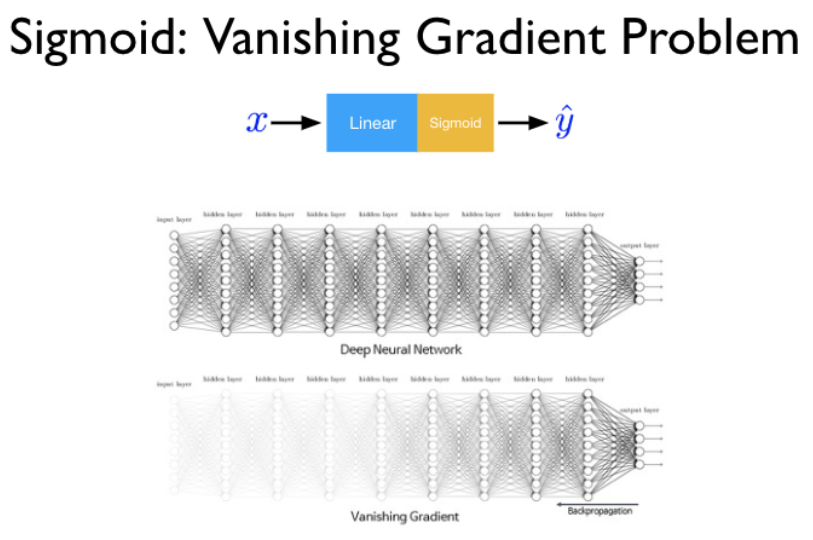 Sigmoid: Vanishing Gradient Problem
x Linear Sigmoid ŷ
input layer hidden layer hidden layer hidden layer hidden layer hidden layer hidden layer hidden layer hidden layer output layer
Deep Neural Network
input layer hidden layer hidden layer hidden layer hidden layer hidden layer hidden layer hidden layer hidden layer output layer
Backpropagation
Vanishing Gradient